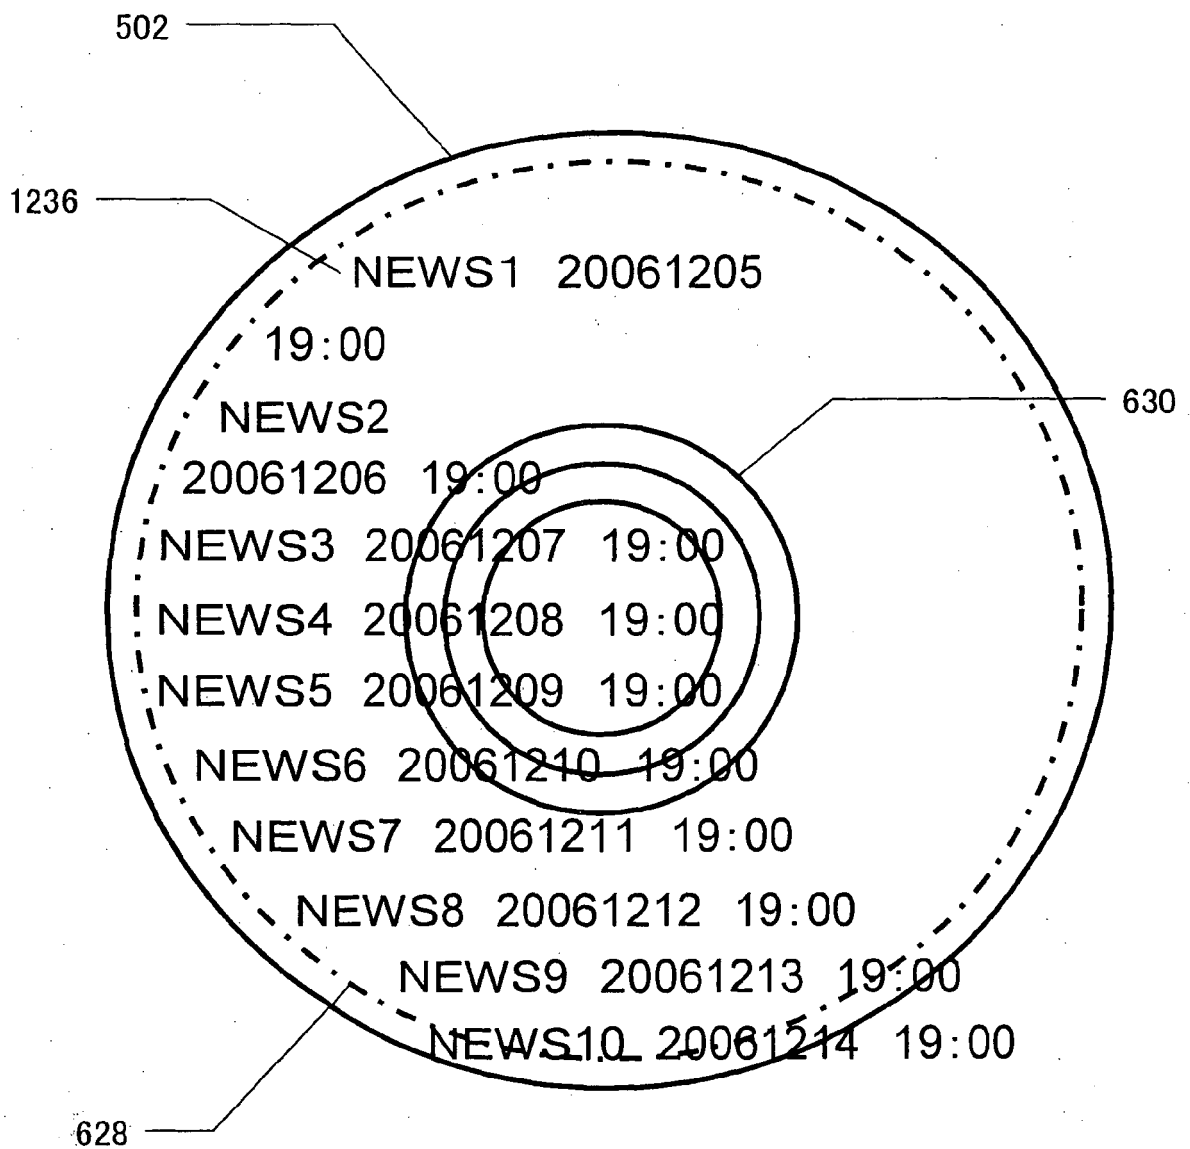 502
1236
NEWS1 20061205
19:00
630
NEWS2
20061206 19:00
NEWS3 20061207 19:00
NEWS4 20061208 19:00
NEWS5 20061209 19:00
NEWS6 20061210 19:00
NEWS7 20061211 19:00
NEWS8 20061212 19:00
NEWS9 20061213 19:00
NEWS10 20061214 19:00
628